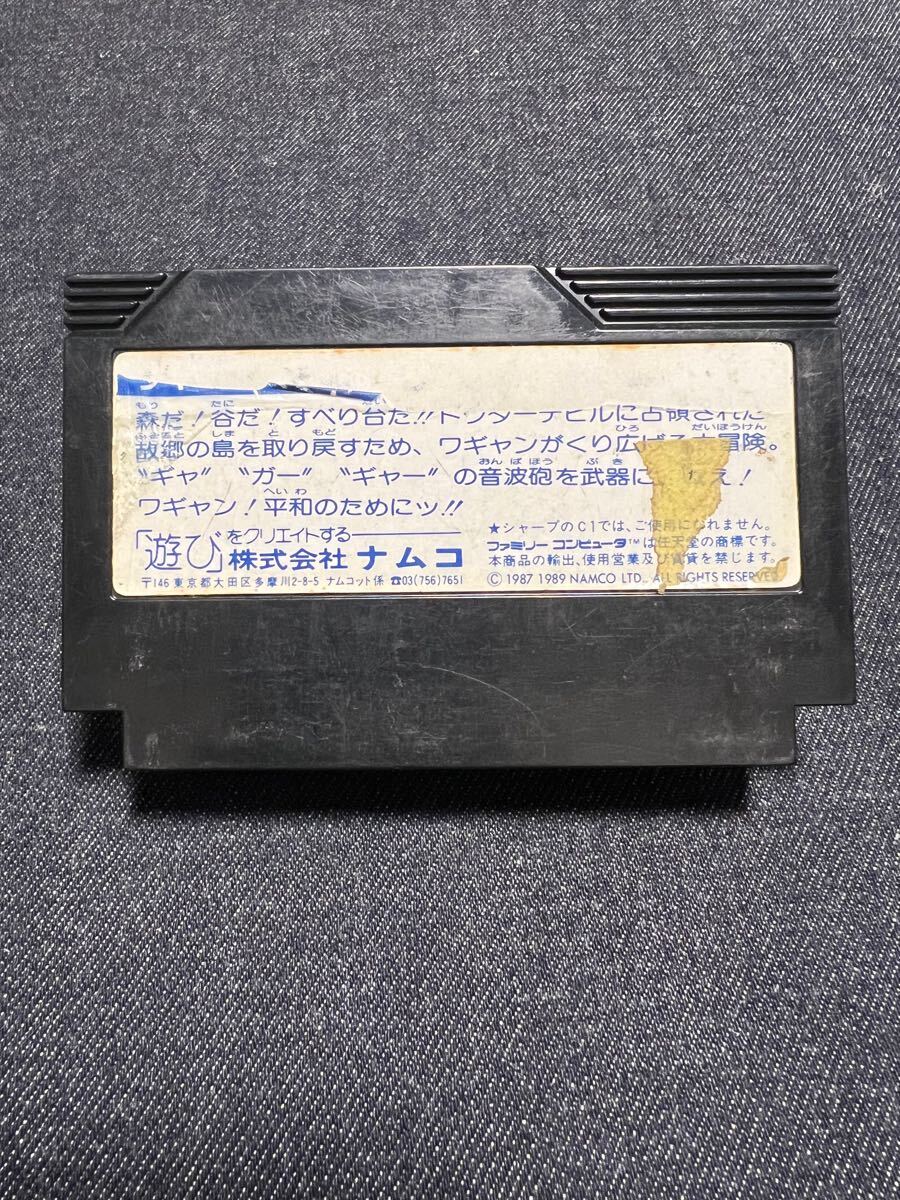 森だ!谷だ!すべり台だ!!ドクターデビルに占領された
故郷の島を取り戻すため、ワギャンがくり広げる大冒険。
"ギャ" "ガー" "ギャー" の音波砲を武器に え!
ワギャン!平和のためにッ!!
「遊び」をクリエイトする
株式会社 ナムコ
〒146 東京都大田区多摩川2-8-5 ナムコット係 ☎03(756)7651
★シャープのC1では、ご使用になれません。
ファミリー コンピュータ™は任天堂の商標です。
本商品の輸出、使用営業及び賃貸を禁じます。
© 1987 1989 NAMCO LTD., ALL RIGHTS RESERVED